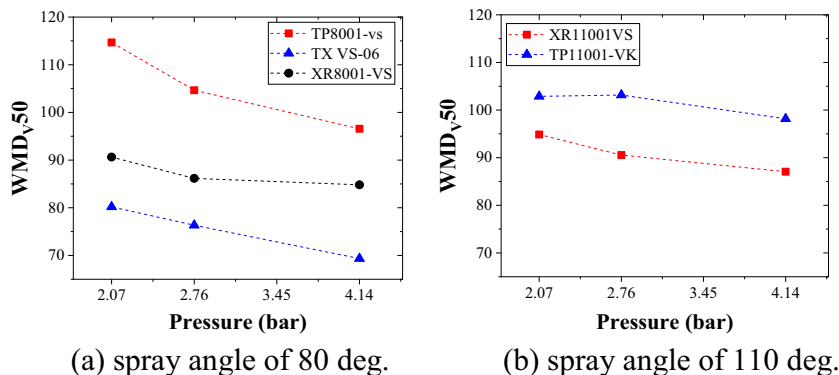 120
110
100
90
80
70
WMDV50
TP8001-vs
TX VS-06
XR8001-VS
2.07 2.76 3.45 4.14
Pressure (bar)
(a) spray angle of 80 deg.
120
110
100
90
80
70
WMDV50
XR11001VS
TP11001-VK
2.07 2.76 3.45 4.14
Pressure (bar)
(b) spray angle of 110 deg.